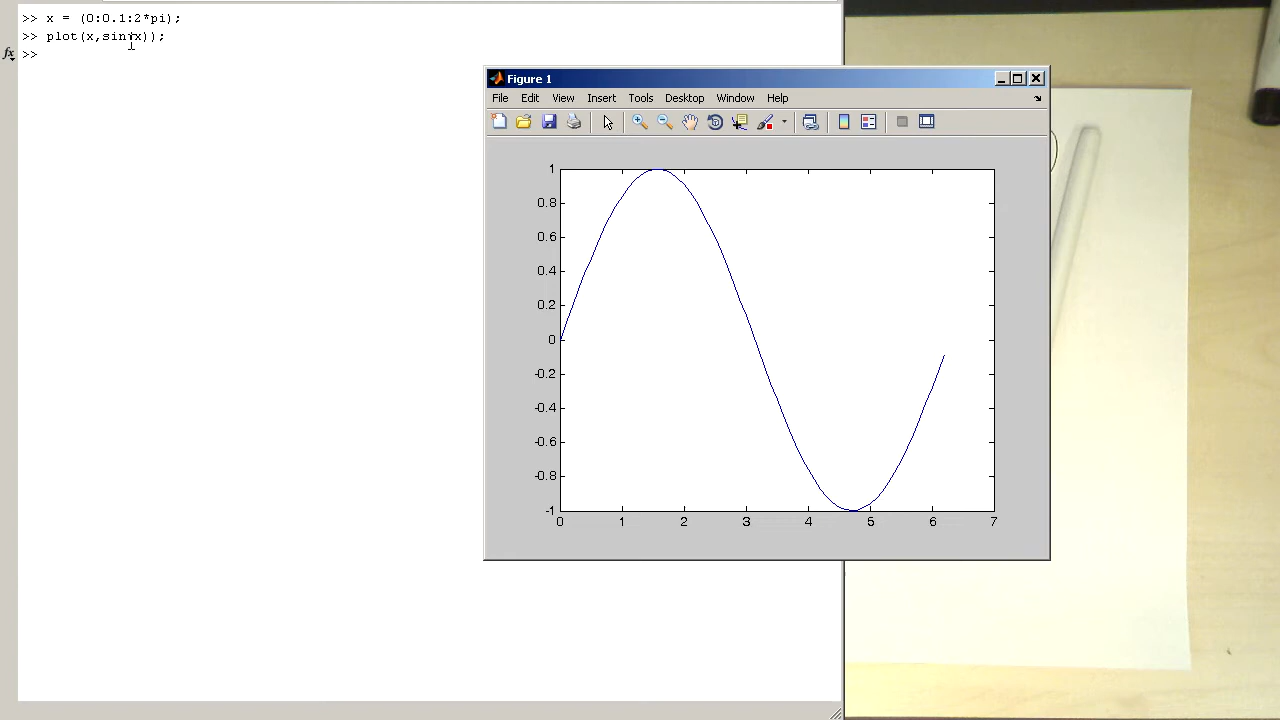 >> x = (0:0.1:2*pi);
>> plot(x,sin(x));
fx >>
Figure 1
File Edit View Insert Tools Desktop Window Help
1
0.8
0.6
0.4
0.2
0
-0.2
-0.4
-0.6
-0.8
-1
0 1 2 3 4 5 6 7